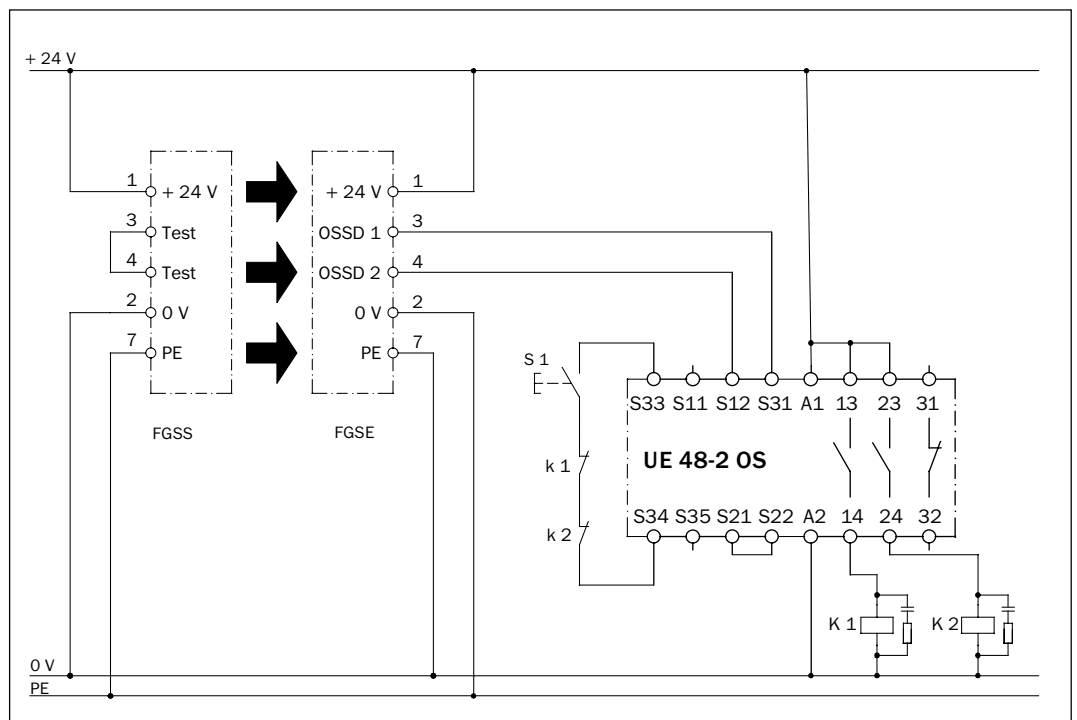 + 24 V
1 + 24 V
3 Test
4 Test
2 0 V
7 PE
FGSS
+ 24 V 1
OSSD 1 3
OSSD 2 4
0 V 2
PE 7
FGSE
S 1
k 1
k 2
S33 S11 S12 S31 A1 13 23 31
UE 48-2 OS
S34 S35 S21 S22 A2 14 24 32
K 1
K 2
0 V
PE